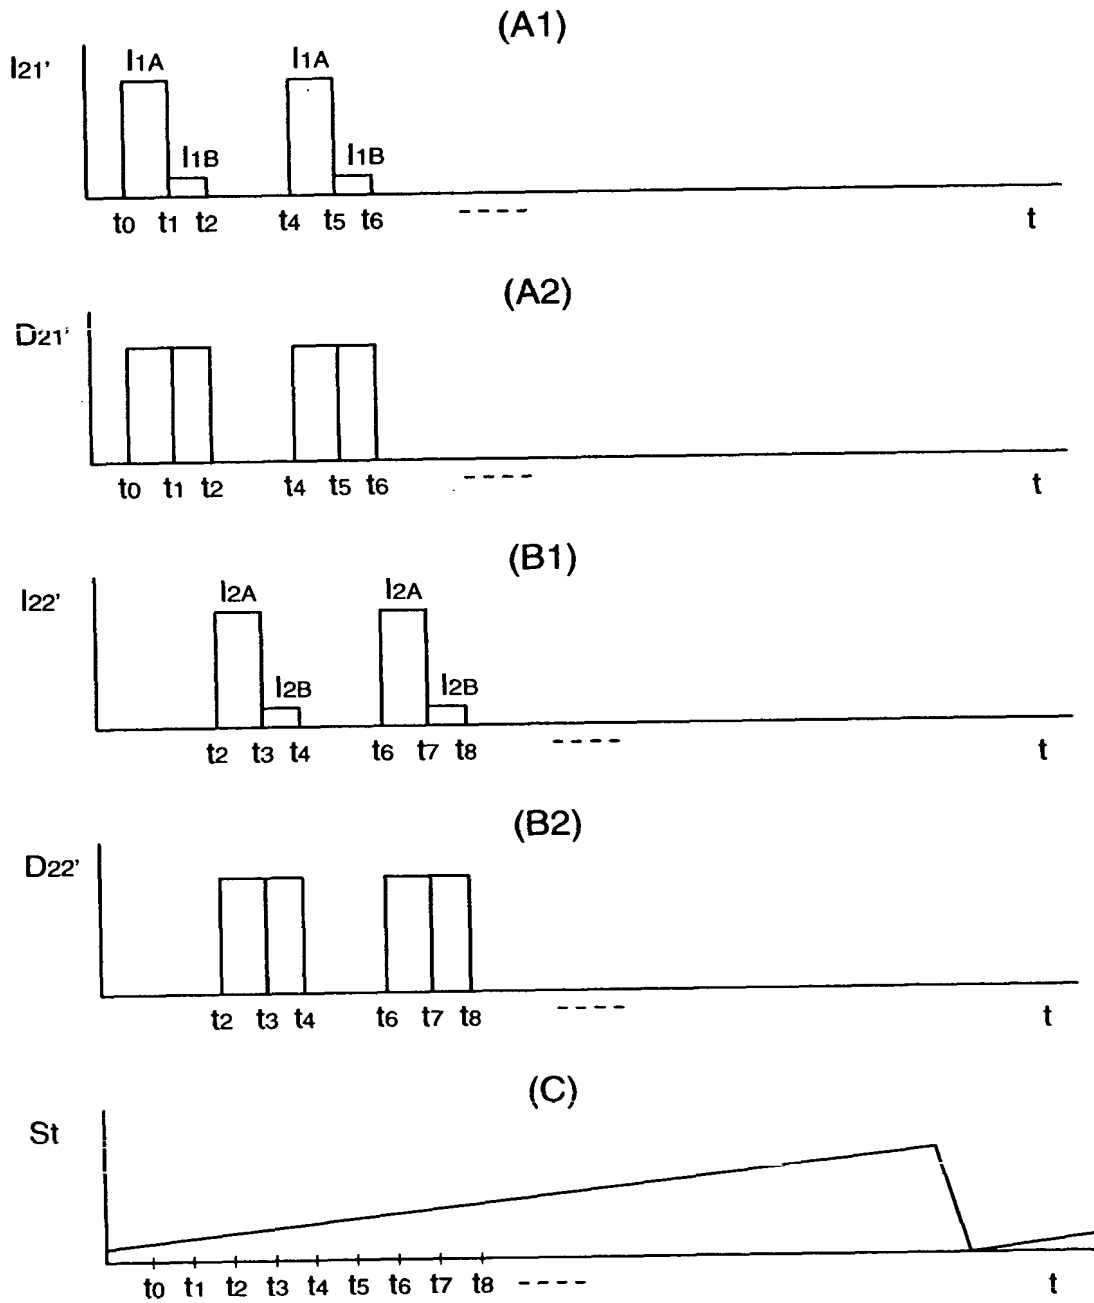 (A1)
I21'
I1A I1A
I1B I1B
t0 t1 t2 t4 t5 t6 ---- t
(A2)
D21'
t0 t1 t2 t4 t5 t6 ---- t
(B1)
I22'
I2A I2A
I2B I2B
t2 t3 t4 t6 t7 t8 ---- t
(B2)
D22'
t2 t3 t4 t6 t7 t8 ---- t
(C)
St
t0 t1 t2 t3 t4 t5 t6 t7 t8 ---- t